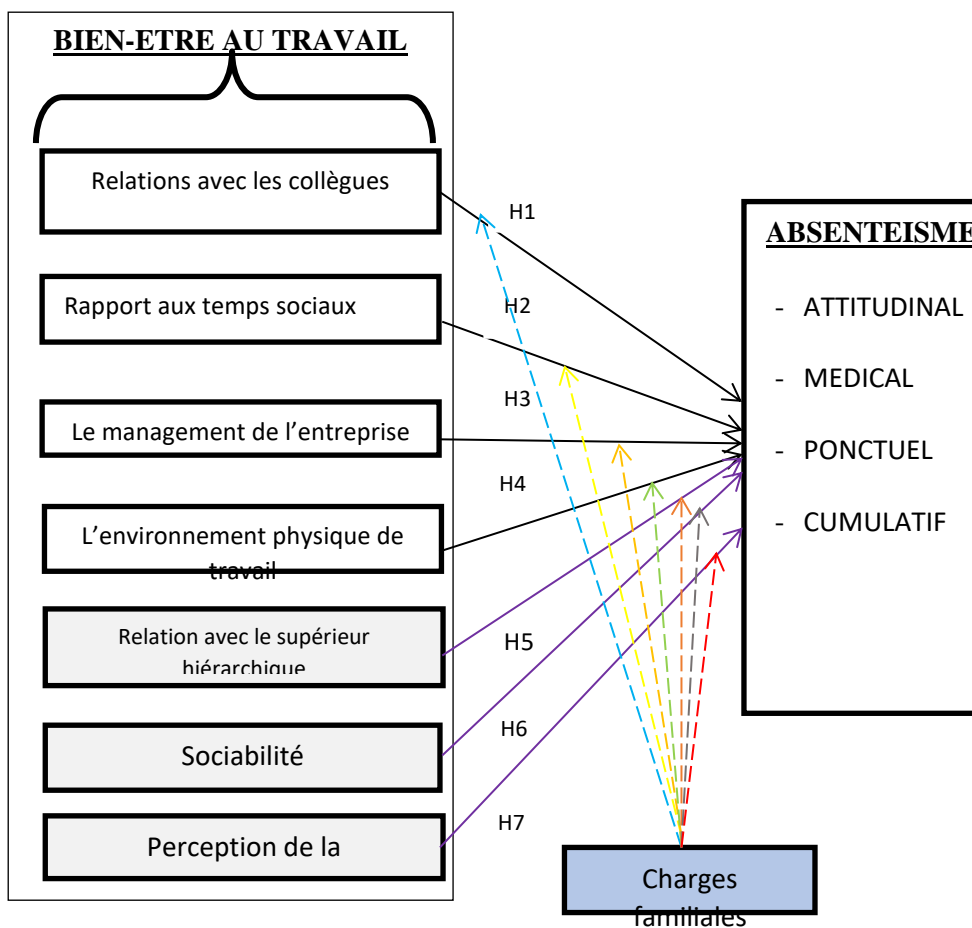 BIEN-ETRE AU TRAVAIL
Relations avec les collègues
Rapport aux temps sociaux
Le management de l’entreprise
L’environnement physique de
travail
Relation avec le supérieur
hiérarchique
Sociabilité
Perception de la
H1
H2
H3
H4
H5
H6
H7
ABSENTEISME
- ATTITUDINAL
- MEDICAL
- PONCTUEL
- CUMULATIF
Charges
familiales